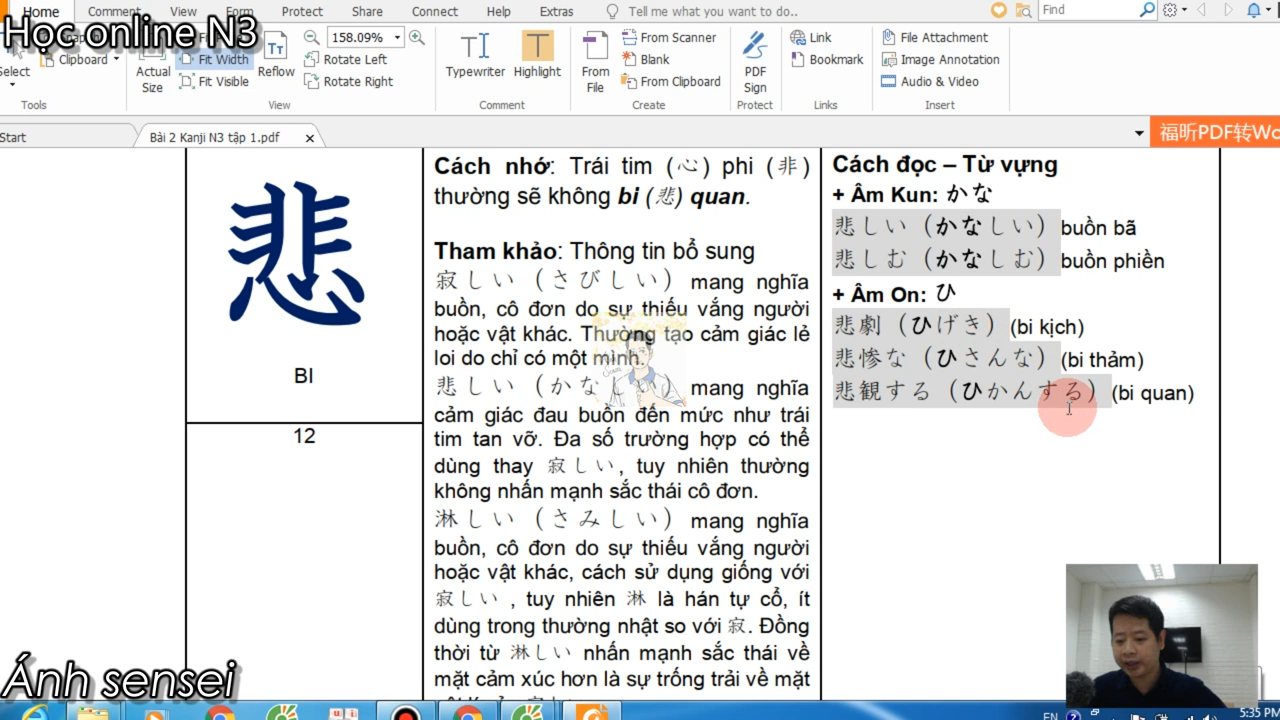 Home Comment View Form Protect Share Connect Help Extras Tell me what you want to do.. Find
Học online N3
Select
Clipboard
Actual Size
Fit Width
Fit Visible
Reflow
158.09%
Rotate Left
Rotate Right
Typewriter
Highlight
From File
From Scanner
Blank
From Clipboard
PDF Sign
Link
Bookmark
File Attachment
Image Annotation
Audio & Video
Tools View Comment Create Protect Links Insert
Start
Bài 2 Kanji N3 tập 1.pdf
福昕PDF转Wo
悲
BI
12
Cách nhớ: Trái tim (心) phi (非)
thường sẽ không bi (悲) quan.
Tham khảo: Thông tin bổ sung
寂しい（さびしい）mang nghĩa
buồn, cô đơn do sự thiếu vắng người
hoặc vật khác. Thường tạo cảm giác lẻ
loi do chỉ có một mình.
悲しい（かなしい）mang nghĩa
cảm giác đau buồn đến mức như trái
tim tan vỡ. Đa số trường hợp có thể
dùng thay 寂しい, tuy nhiên thường
không nhấn mạnh sắc thái cô đơn.
淋しい（さみしい）mang nghĩa
buồn, cô đơn do sự thiếu vắng người
hoặc vật khác, cách sử dụng giống với
寂しい , tuy nhiên 淋 là hán tự cổ, ít
dùng trong thường nhật so với 寂. Đồng
thời từ 淋しい nhấn mạnh sắc thái về
mặt cảm xúc hơn là sự trống trải về mặt
Cách đọc – Từ vựng
+ Âm Kun: かな
悲しい（かなしい）buồn bã
悲しむ（かなしむ）buồn phiền
+ Âm On: ヒ
悲劇（ひげき）(bi kịch)
悲惨な（ひさんな）(bi thảm)
悲観する（ひかんする）(bi quan)
Ánh sensei
EN
5:35 PM